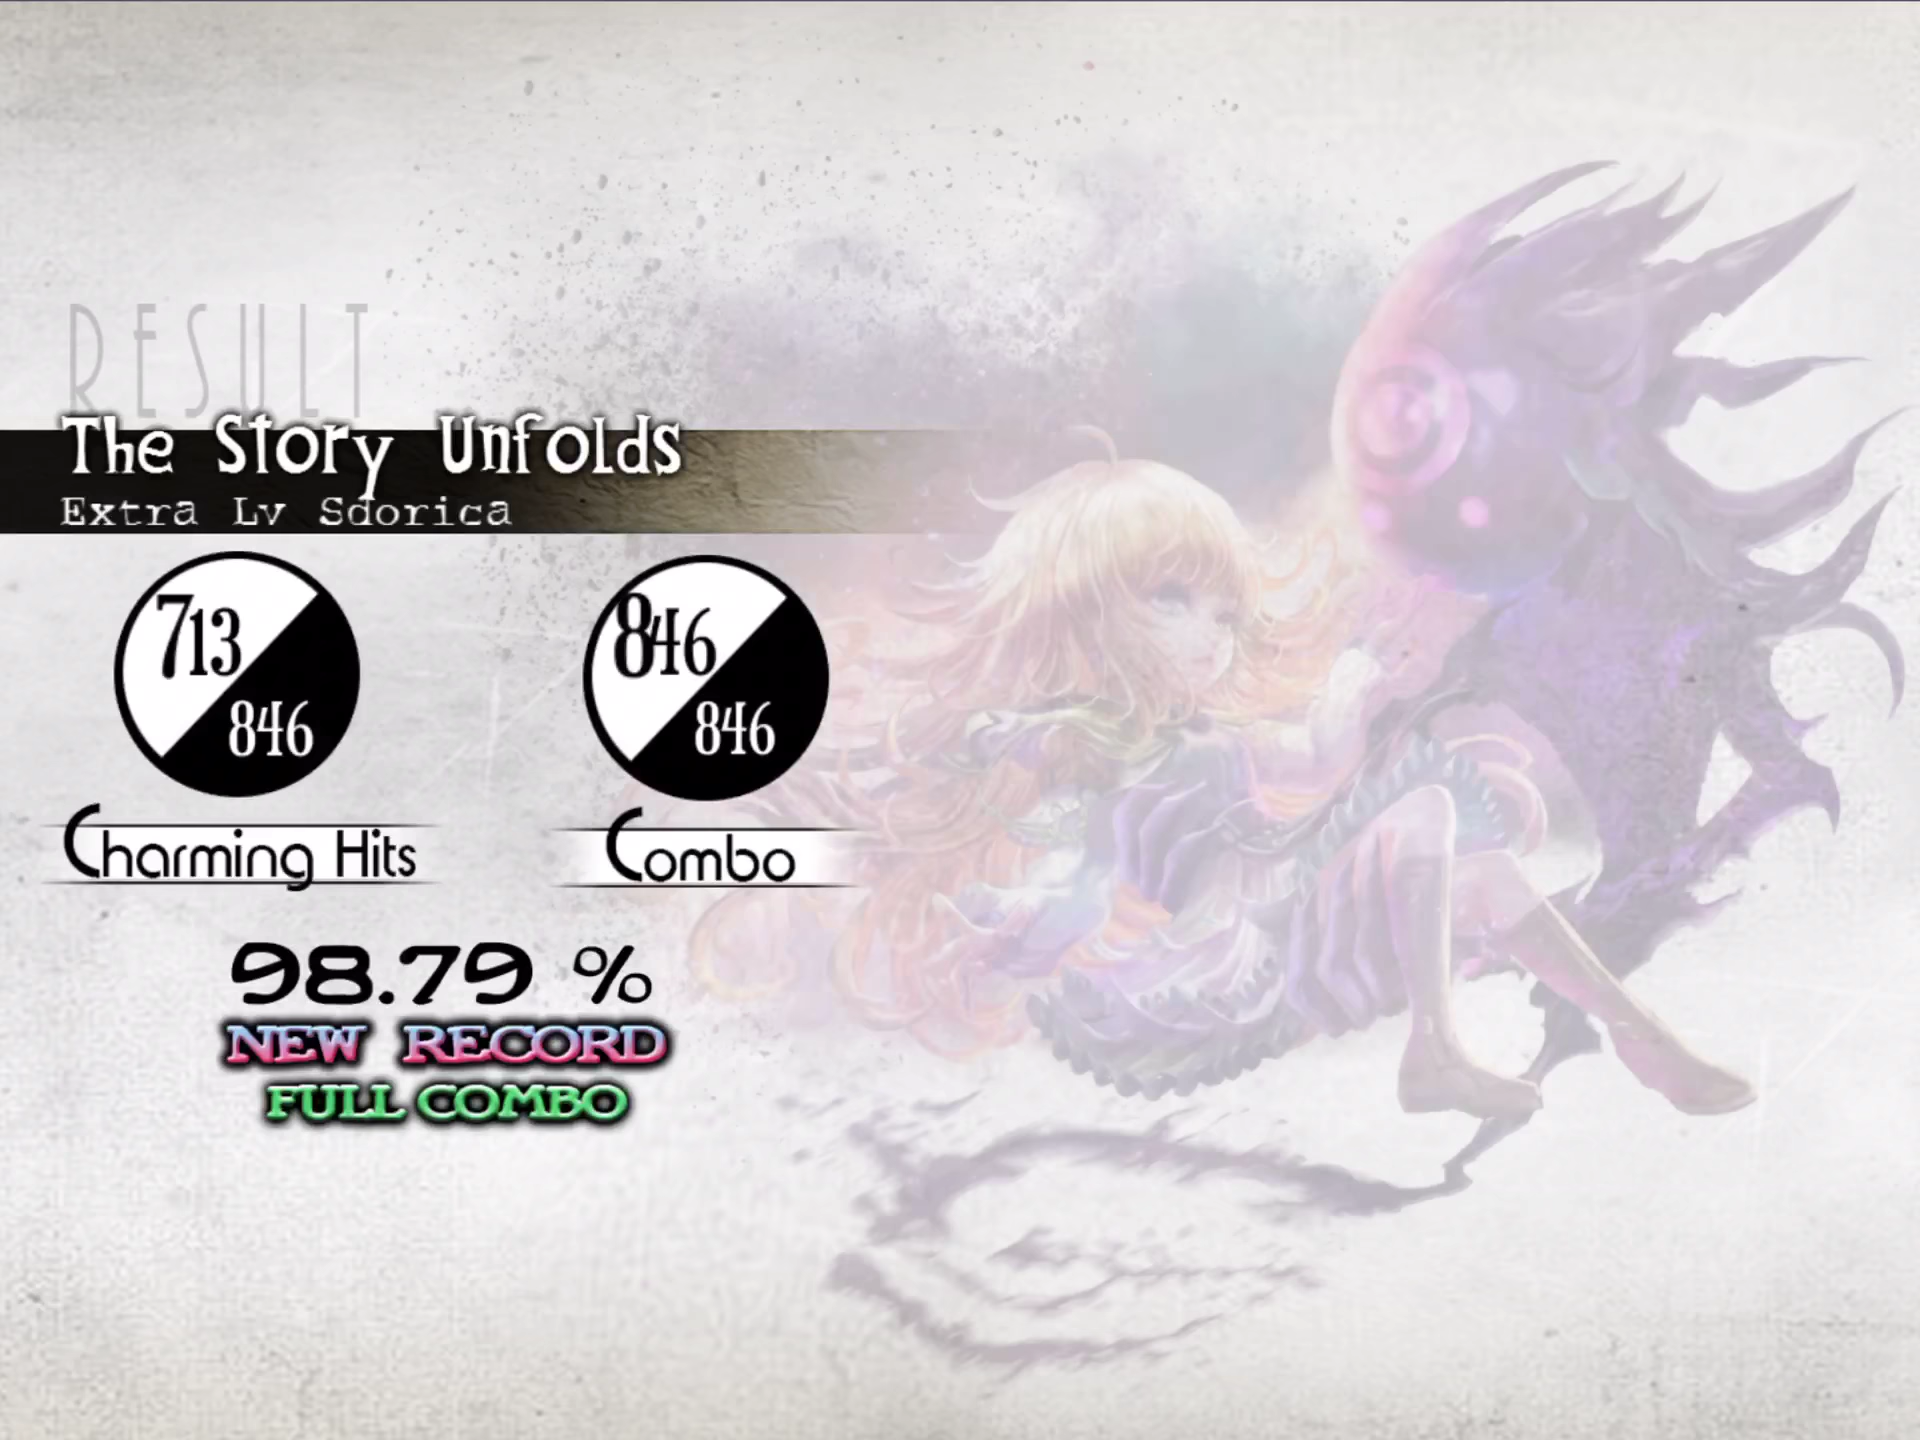 RESULT
The Story Unfolds
Extra Lv Sdorica
713
846
846
846
Charming Hits
Combo
98.79 %
NEW RECORD
FULL COMBO